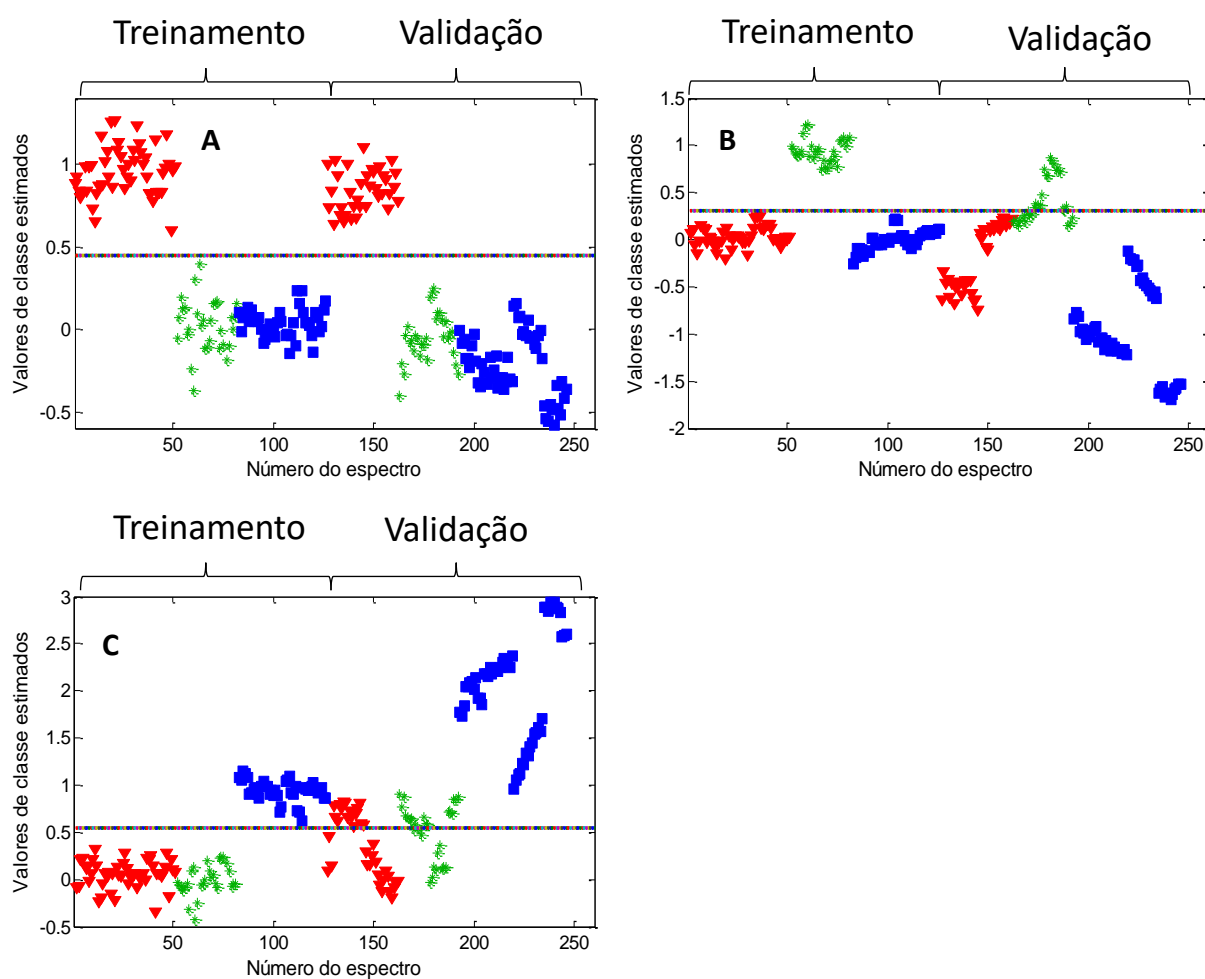 Treinamento Validação
A
Valores de classe estimados
1
0.5
0
-0.5
50 100 150 200 250
Número do espectro
Treinamento Validação
B
Valores de classe estimados
1.5
1
0.5
0
-0.5
-1
-1.5
-2
50 100 150 200 250
Número do espectro
Treinamento Validação
C
Valores de classe estimados
3
2.5
2
1.5
1
0.5
0
-0.5
50 100 150 200 250
Número do espectro